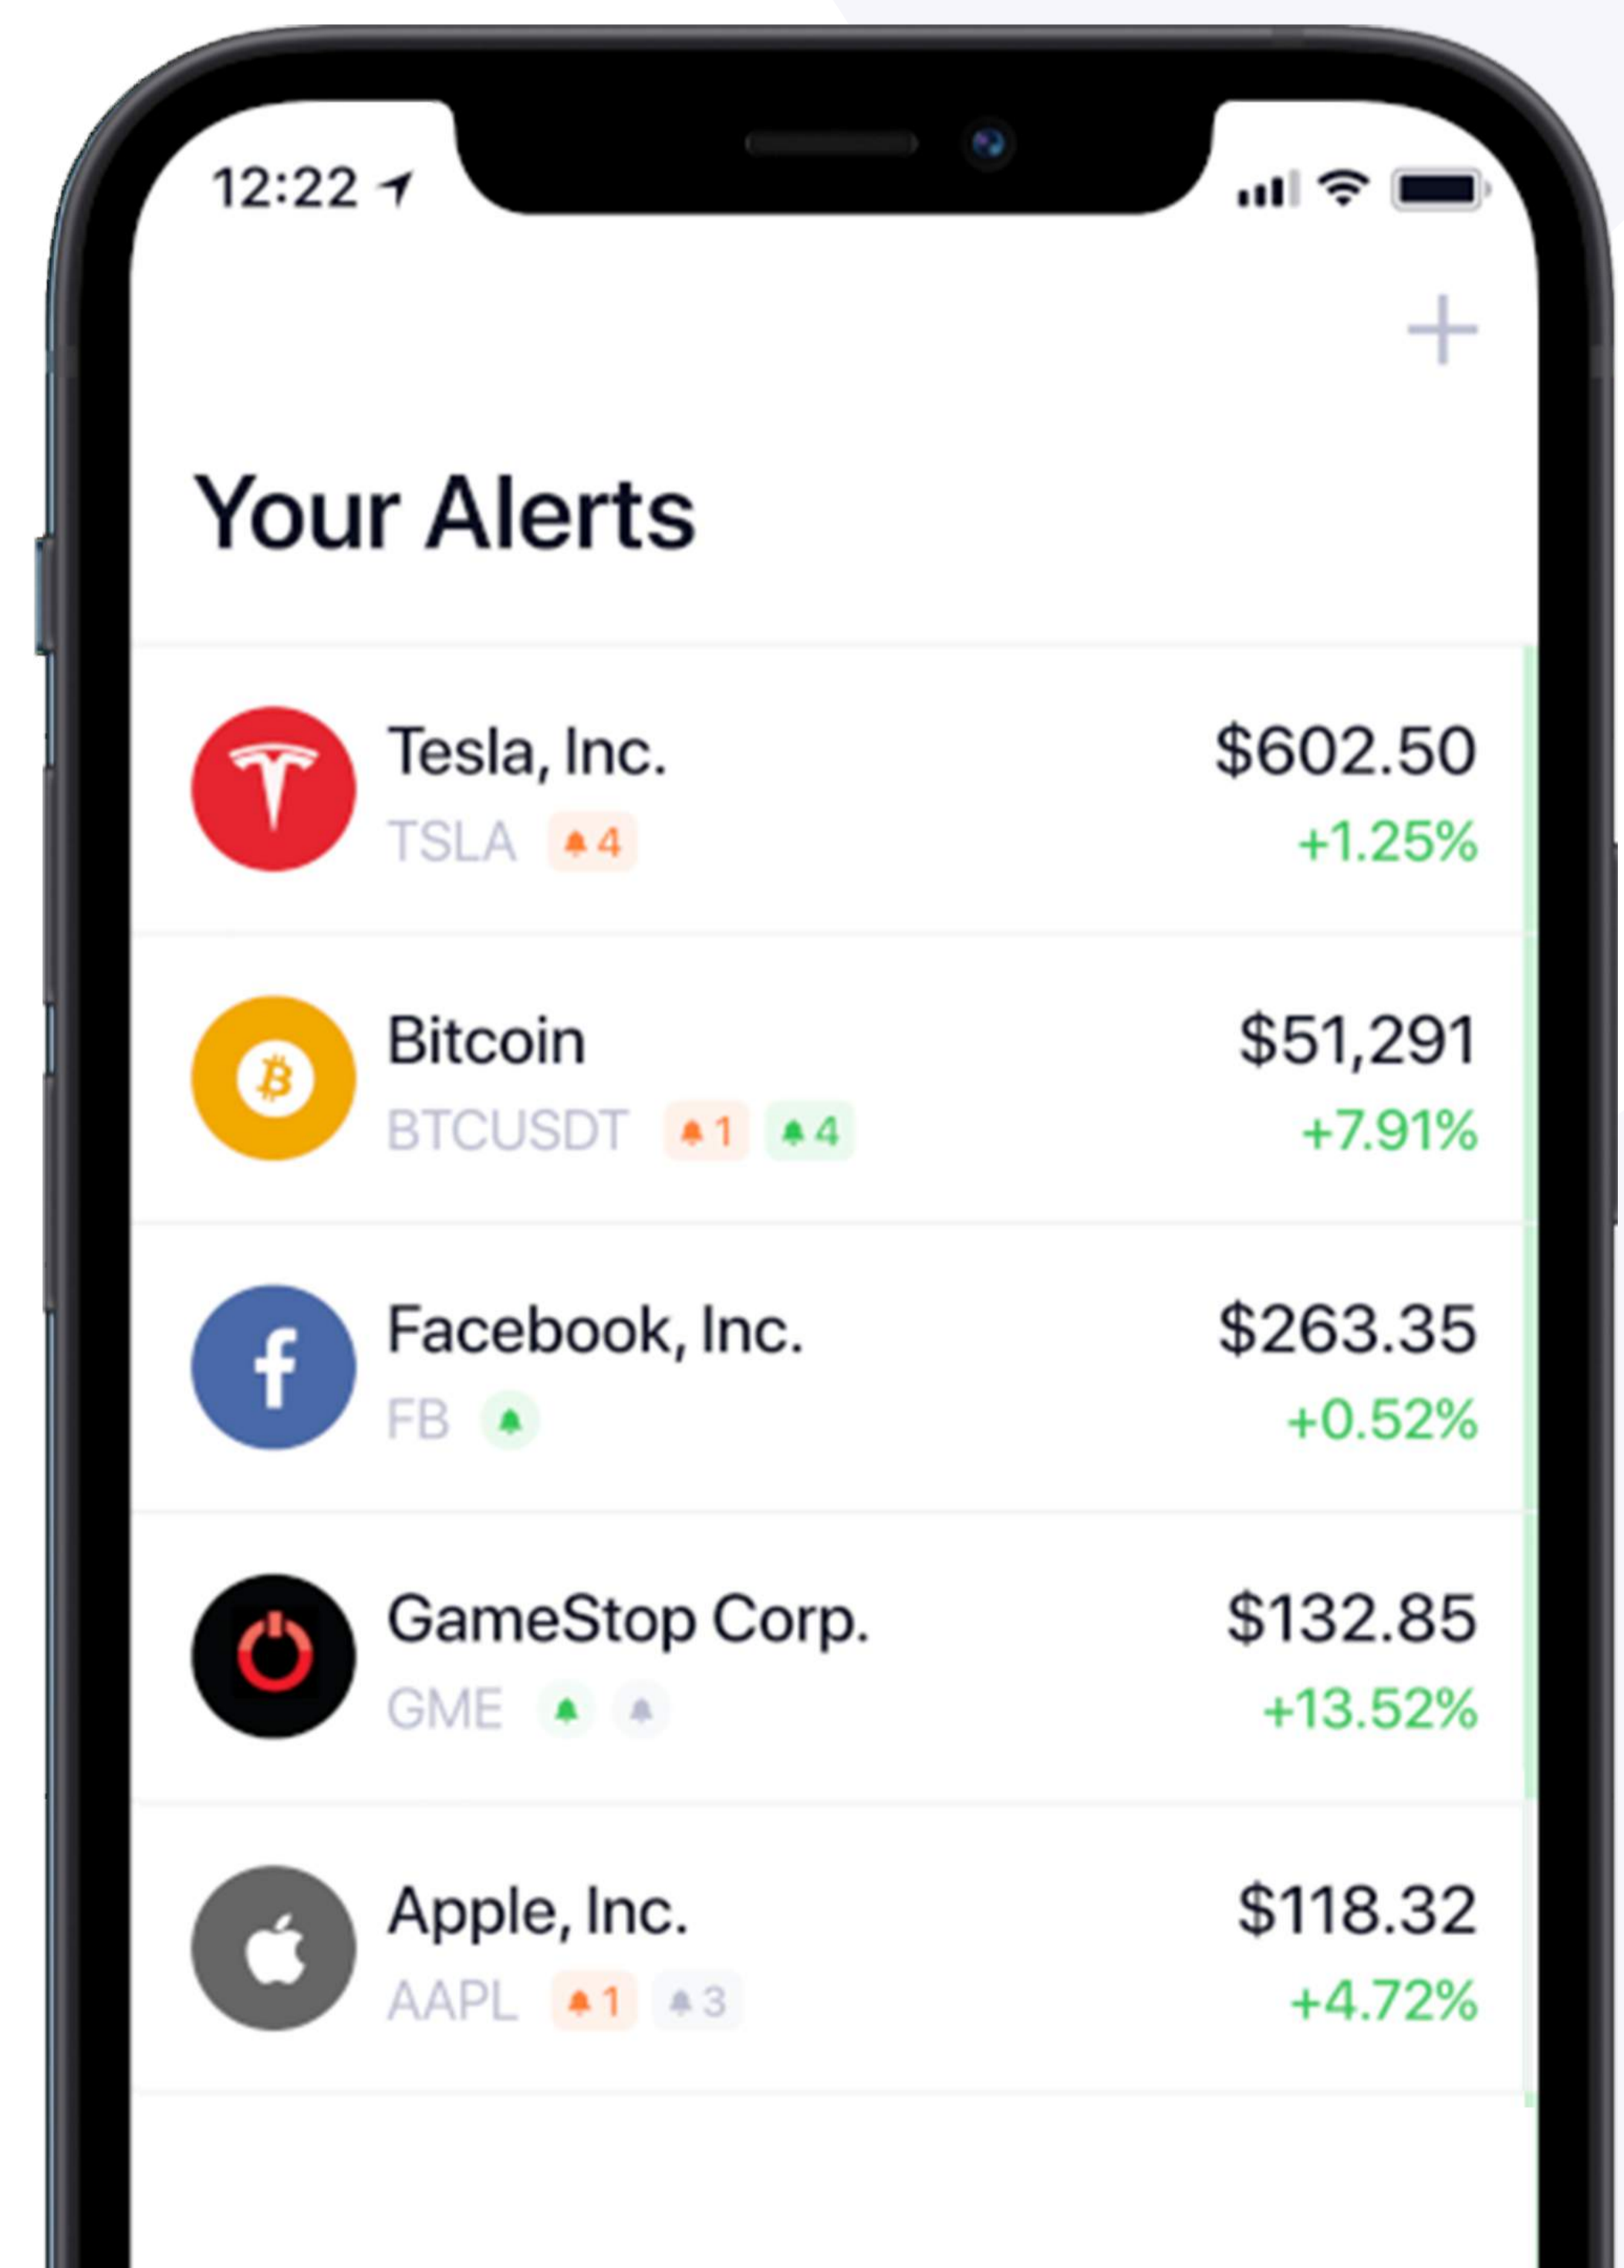 12:22
Your Alerts
Tesla, Inc. $602.50
TSLA 4 +1.25%
Bitcoin $51,291
BTCUSDT 1 4 +7.91%
Facebook, Inc. $263.35
FB +0.52%
GameStop Corp. $132.85
GME +13.52%
Apple, Inc. $118.32
AAPL 1 3 +4.72%